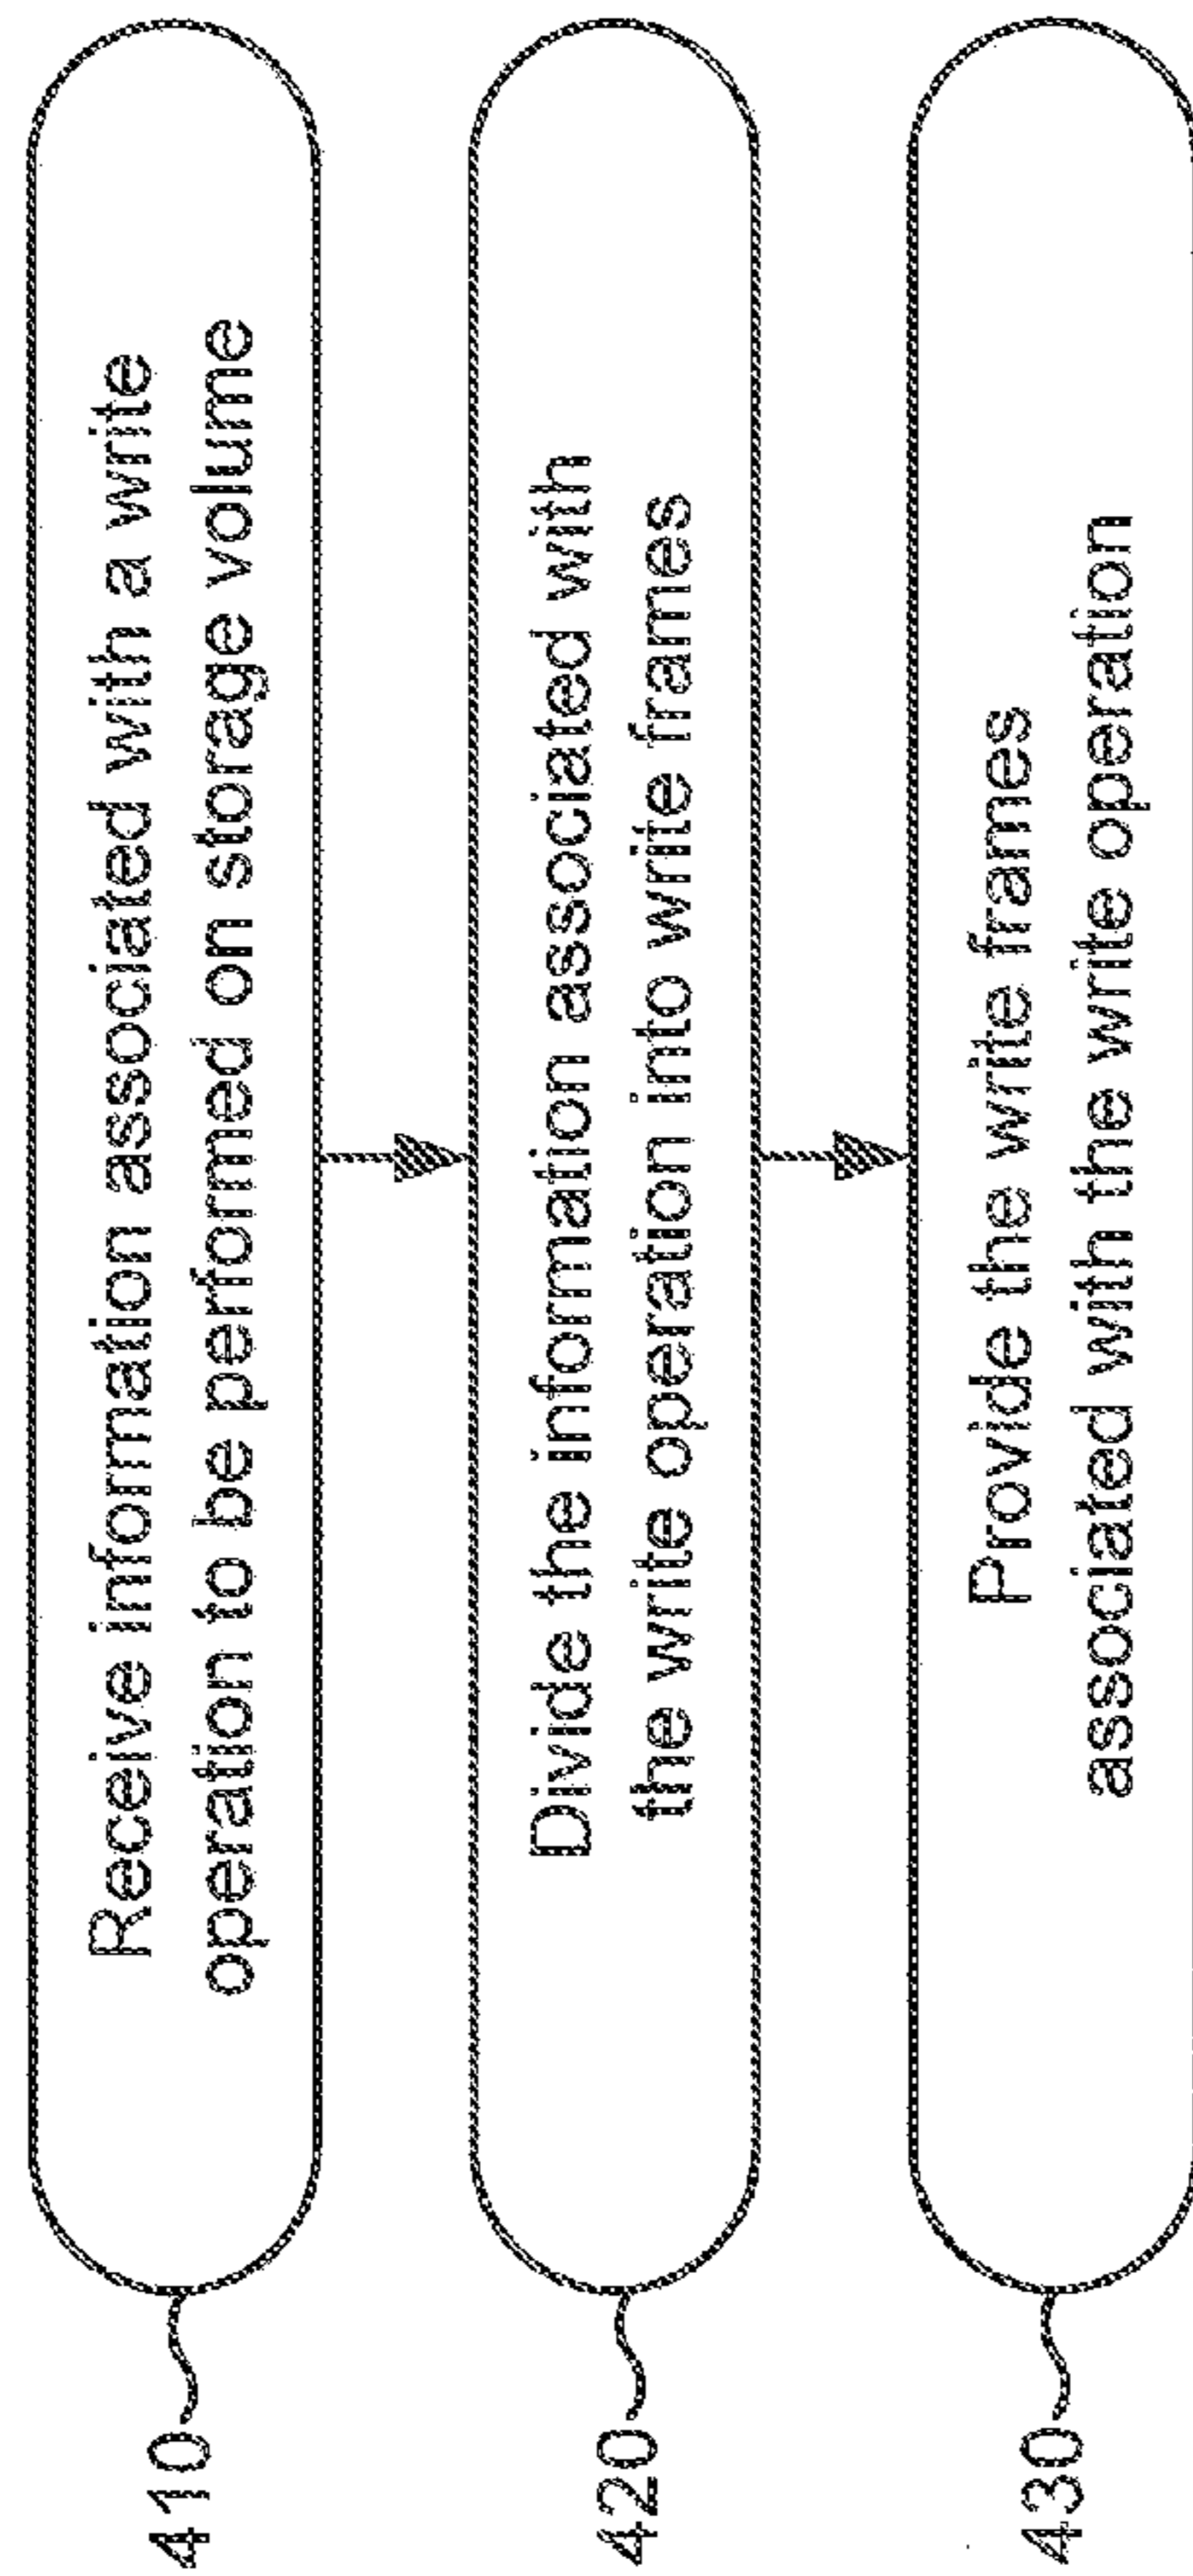 410
Receive information associated with a write
operation to be performed on storage volume
420
Divide the information associated with
the write operation into write frames
430
Provide the write frames
associated with the write operation